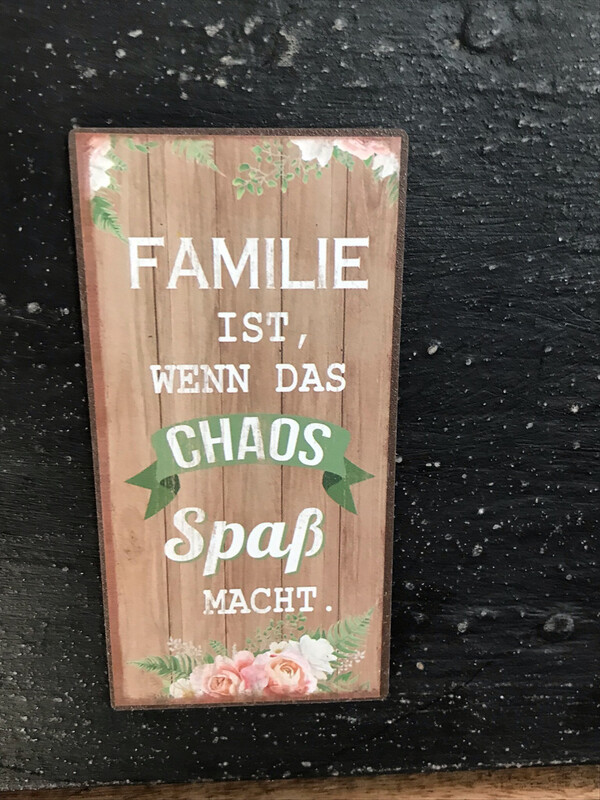 FAMILIE
IST,
WENN DAS
CHAOS
Spaß
MACHT.